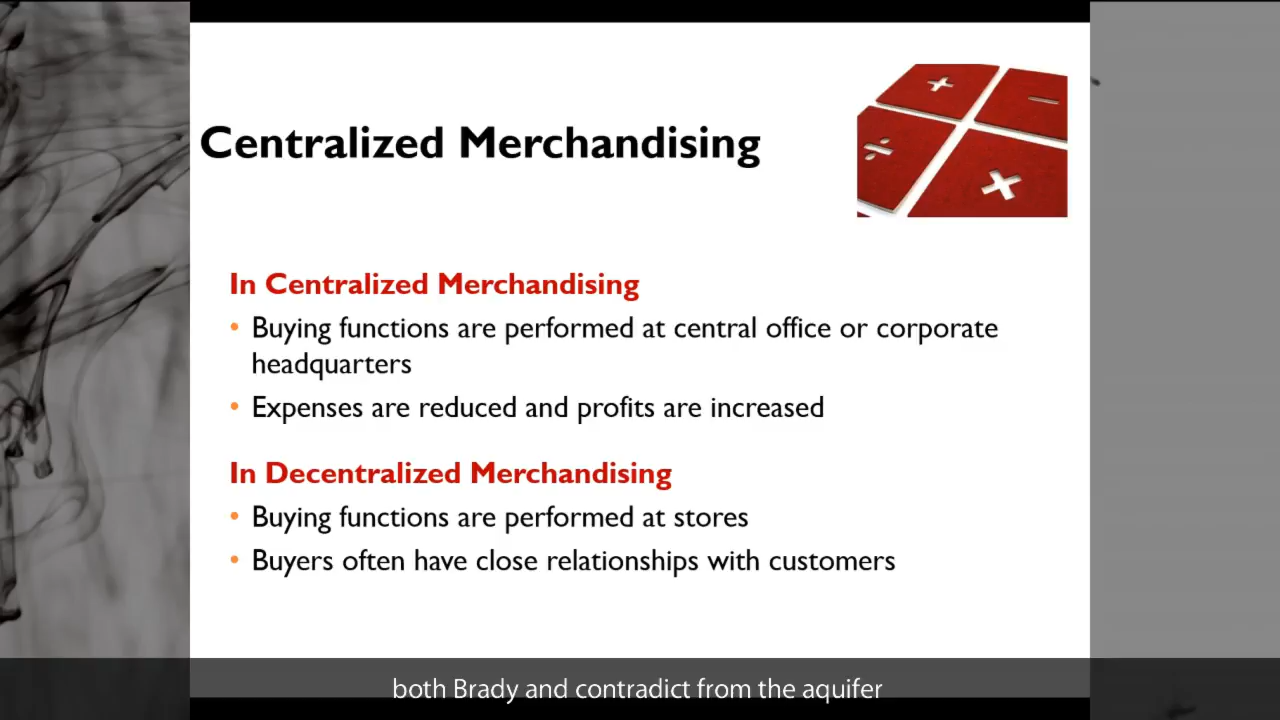 Centralized Merchandising
In Centralized Merchandising
• Buying functions are performed at central office or corporate
headquarters
• Expenses are reduced and profits are increased
In Decentralized Merchandising
• Buying functions are performed at stores
• Buyers often have close relationships with customers
both Brady and contradict from the aquifer